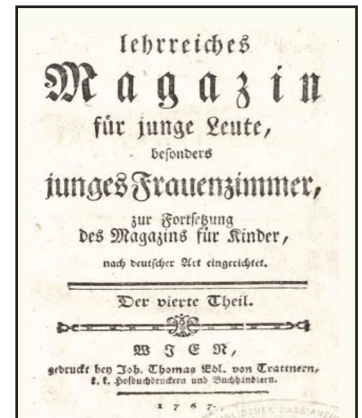 lehrreiches
Magazin
für junge Leute,
besonders
junges Frauenzimmer,
zur Fortsetzung
des Magazins für Kinder,
nach deutscher Art eingerichtet.
Der vierte Theil.
WIEN,
gedruckt bey Joh. Thomas Edl. von Trattnern,
k. k. Hofbuchdruckern und Buchhändlern.
1767.